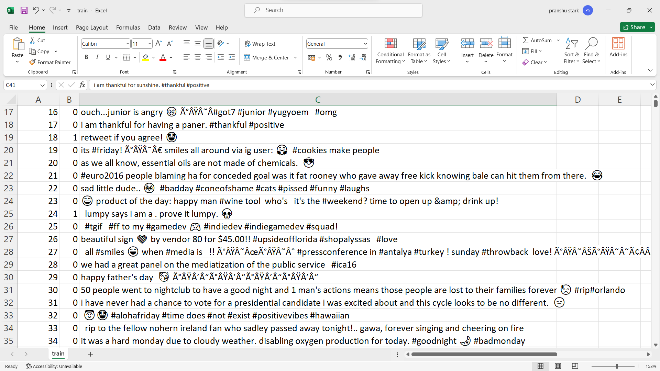 train - Excel
Search
File Home Insert Page Layout Formulas Data Review View Help
Share
Paste Cut Copy Format Painter
Calibri 11
Wrap Text
Merge & Center
General
Conditional Formatting Format as Table Cell Styles
Insert Delete Format
AutoSum Fill Clear
Sort & Filter Find & Select
Add-ins
Clipboard Font Alignment Number Styles Cells Editing Add-ins
C41 i am thankful for sunshine. #thankful #positive
A B C D E
17 16 0 ouch...junior is angry 😠 #got7 #junior #yugyoem #omg
18 17 0 i am thankful for having a paner. #thankful #positive
19 18 1 retweet if you agree!
20 19 0 its #friday! smiles all around via ig user: #cookies make people
21 20 0 as we all know, essential oils are not made of chemicals.
22 21 0 #euro2016 people blaming ha for conceded goal was it fat rooney who gave away free kick knowing bale can hit them from there.
23 22 0 sad little dude.. #badday #coneofshame #cats #pissed #funny #laughs
24 23 0 product of the day: happy man #wine tool who's it's the #weekend? time to open up &amp; drink up!
25 24 1 lumpy says i am a . prove it lumpy.
26 25 0 #tgif #ff to my #gamedev #indiedev #indiegamedev #squad!
27 26 0 beautiful sign by vendor 80 for $45.00!! #upsideofflorida #shopalyssas #love
28 27 0 all #smiles when #media is !! #pressconference in #antalya #turkey ! sunday #throwback love!
29 28 0 we had a great panel on the mediatization of the public service #ica16
30 29 0 happy father's day
31 30 0 50 people went to nightclub to have a good night and 1 man's actions means those people are lost to their families forever #rip#orlando
32 31 0 i have never had a chance to vote for a presidential candidate i was excited about and this cycle looks to be no different.
33 32 0 #alohafriday #time does #not #exist #positivevibes #hawaiian
34 33 0 rip to the fellow nohern ireland fan who sadley passed away tonight!.. gawa, forever singing and cheering on fire
35 34 0 it was a hard monday due to cloudy weather. disabling oxygen production for today. #goodnight #badmonday
train
Ready Accessibility: Unavailable